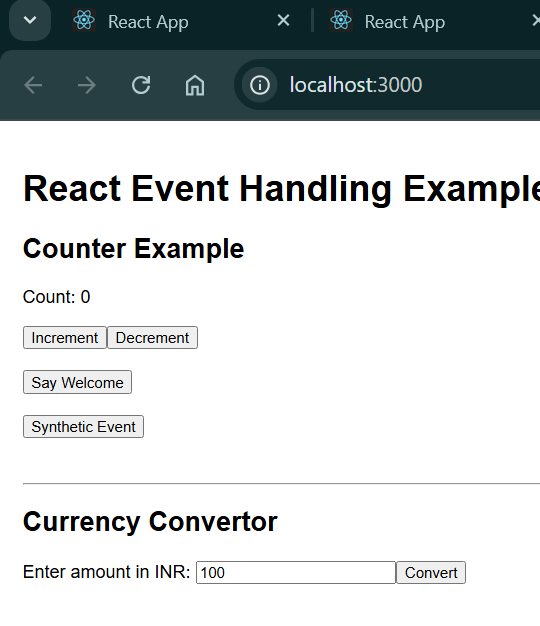 React App React App
localhost:3000
React Event Handling Example
Counter Example
Count: 0
Increment Decrement
Say Welcome
Synthetic Event
Currency Convertor
Enter amount in INR: 100 Convert